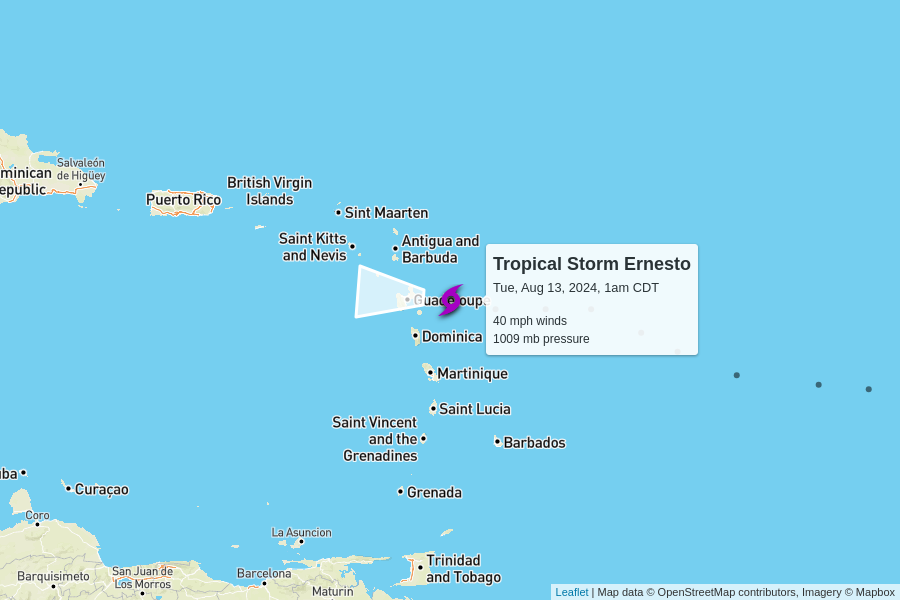 Salvaleón
de Higüey
minican
epublic
British Virgin
Islands
Puerto Rico
Sint Maarten
Saint Kitts
and Nevis
Antigua and
Barbuda
Tropical Storm Ernesto
Tue, Aug 13, 2024, 1am CDT
40 mph winds
1009 mb pressure
Guadeloupe
Dominica
Martinique
Saint Lucia
Saint Vincent
and the
Grenadines
Barbados
uba
Curaçao
Grenada
Coro
La Asuncion
Trinidad
and Tobago
Barquisimeto
San Juan de
Los Morros
Barcelona
Maturin
Leaflet | Map data © OpenStreetMap contributors, Imagery © Mapbox